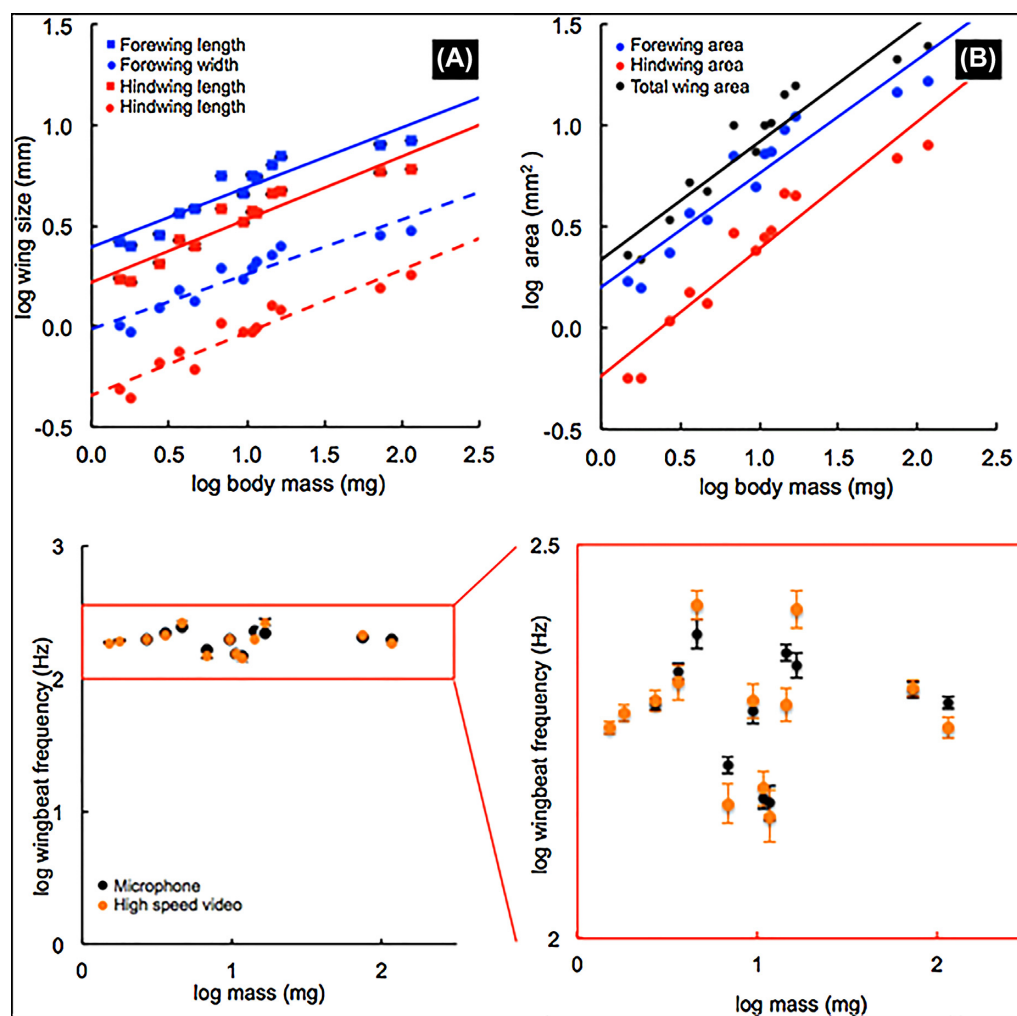 (A)
Forewing length
Forewing width
Hindwing length
Hindwing length
log wing size (mm)
1.5
1.0
0.5
0.0
-0.5
0.0 0.5 1.0 1.5 2.0 2.5
log body mass (mg)
(B)
Forewing area
Hindwing area
Total wing area
log area (mm²)
1.5
1.0
0.5
0.0
-0.5
0.0 0.5 1.0 1.5 2.0 2.5
log body mass (mg)
log wingbeat frequency (Hz)
3
2
1
0
Microphone
High speed video
0 1 2
log mass (mg)
log wingbeat frequency (Hz)
2.5
2
0 1 2
log mass (mg)